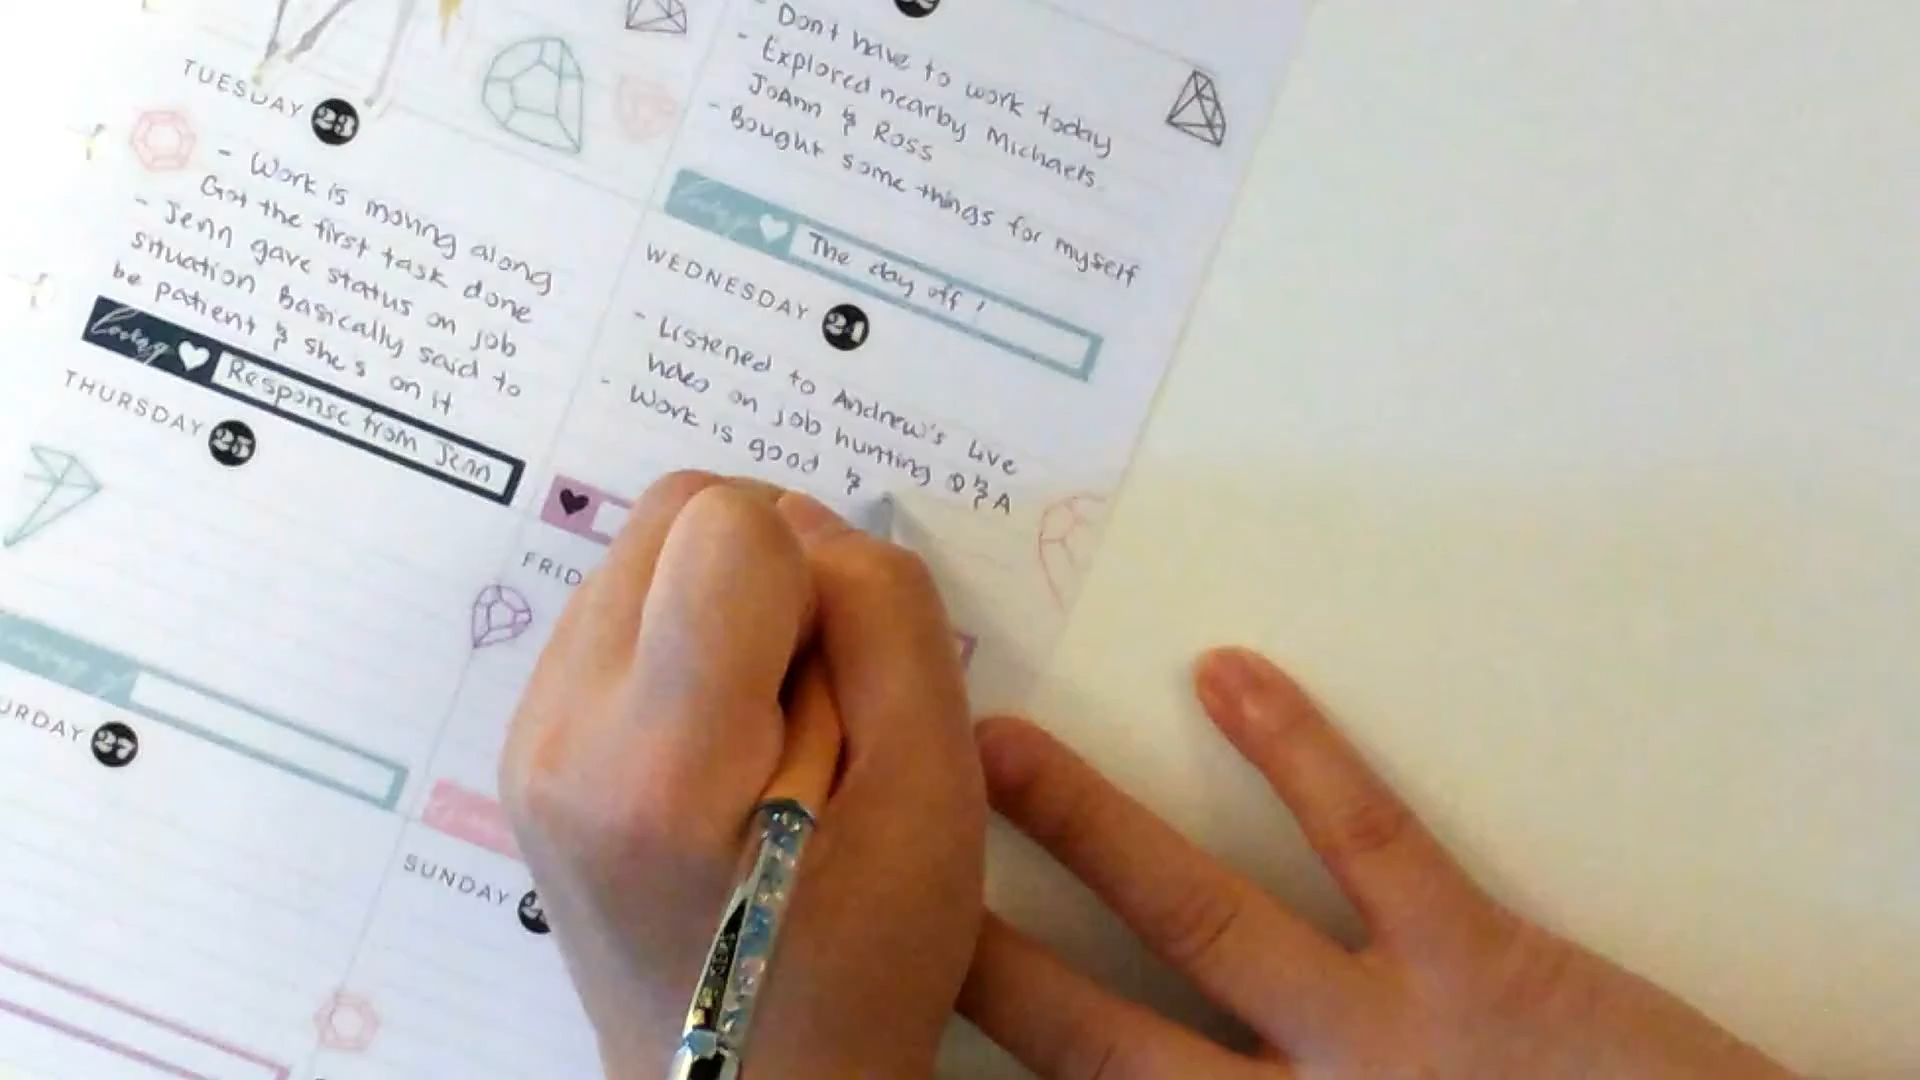 - Don't have to work today
- Explored nearby Michaels.
JoAnn & Ross
- Bought some things for myself
loving
The day off!
TUESDAY 23
- Work is moving along
Got the first task done
- Jenn gave status on job
situation Basically said to
be patient & she's on it
loving
Response from Jenn
WEDNESDAY 24
- Listened to Andrew's Live
video on job hunting Q&A
- Work is good &
THURSDAY 25
FRID
URDAY 27
SUNDAY